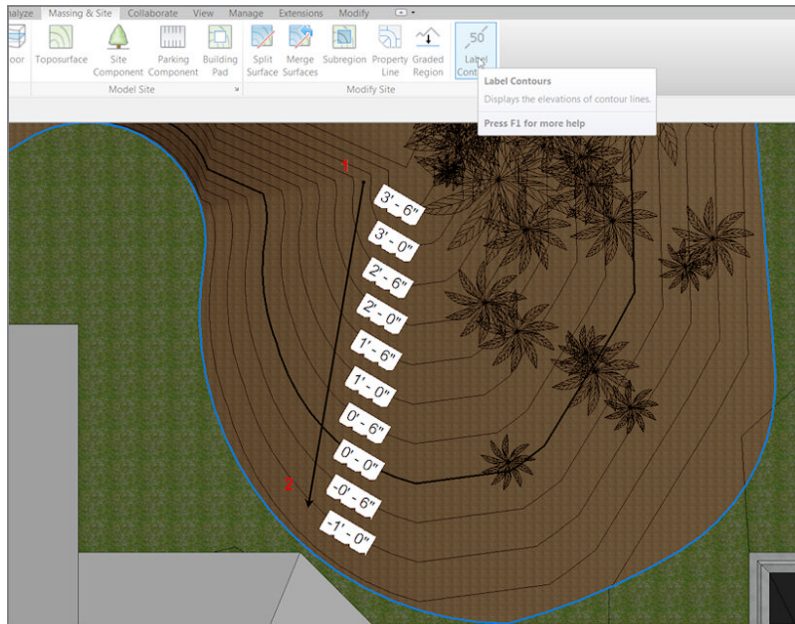 nalyze Massing & Site Collaborate View Manage Extensions Modify
oor Toposurface Site Component Parking Component Building Pad Split Surface Merge Surfaces Subregion Property Line Graded Region 50 Label
Model Site Modify Site
Label Contours
Displays the elevations of contour lines.
Press F1 for more help
1
3' - 6"
3' - 0"
2' - 6"
2' - 0"
1' - 6"
1' - 0"
0' - 6"
0' - 0"
2
-0' - 6"
-1' - 0"